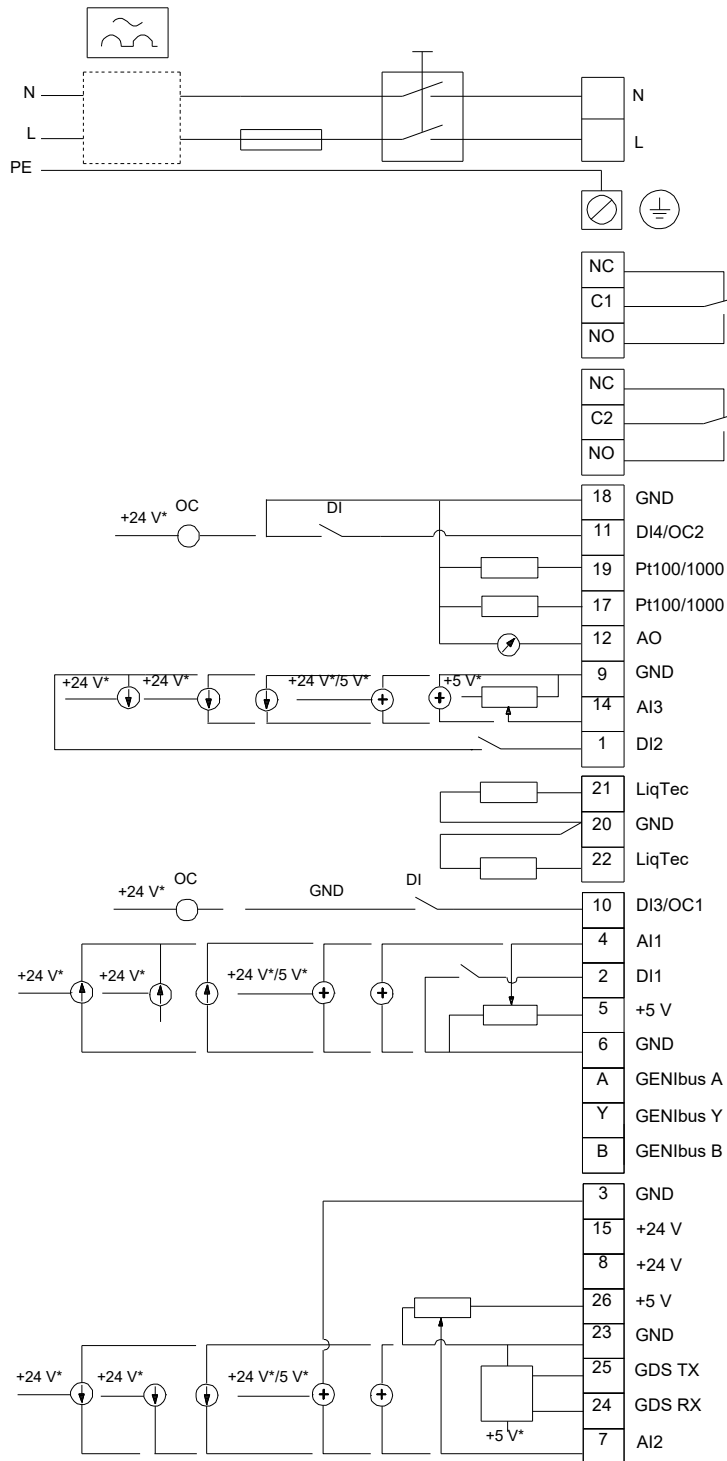 N
N
L
L
PE
NC
C1
NO
NC
C2
NO
18 GND
+24 V* OC DI 11 DI4/OC2
19 Pt100/1000
17 Pt100/1000
12 AO
9 GND
+24 V* +24 V* +24 V*/5 V* +5 V*
14 AI3
1 DI2
21 LiqTec
20 GND
22 LiqTec
+24 V* OC GND DI 10 DI3/OC1
4 AI1
+24 V* +24 V* +24 V*/5 V* 2 DI1
5 +5 V
6 GND
A GENIbus A
Y GENIbus Y
B GENIbus B
3 GND
15 +24 V
8 +24 V
26 +5 V
23 GND
+24 V* +24 V* +24 V*/5 V* 25 GDS TX
24 GDS RX
+5 V* 7 AI2